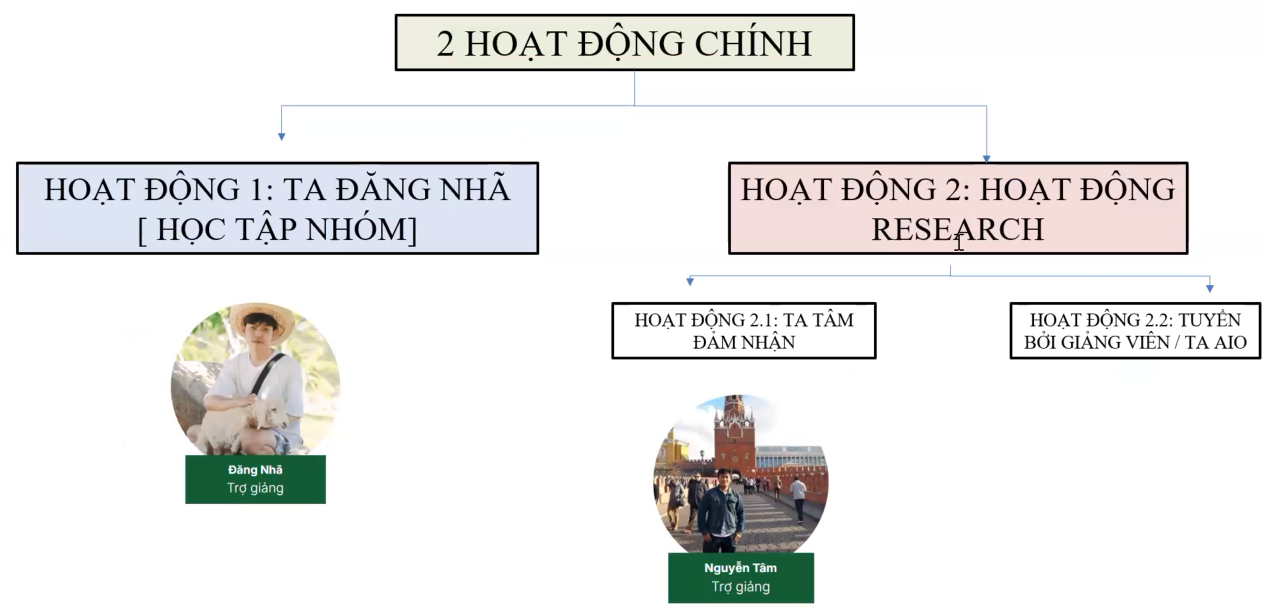 2 HOẠT ĐỘNG CHÍNH
HOẠT ĐỘNG 1: TA ĐĂNG NHÃ
[ HỌC TẬP NHÓM]
HOẠT ĐỘNG 2: HOẠT ĐỘNG
RESEARCH
HOẠT ĐỘNG 2.1: TA TÂM
ĐẢM NHẬN
HOẠT ĐỘNG 2.2: TUYỂN
BỞI GIẢNG VIÊN / TA AIO
Đăng Nhã
Trợ giảng
Nguyễn Tâm
Trợ giảng